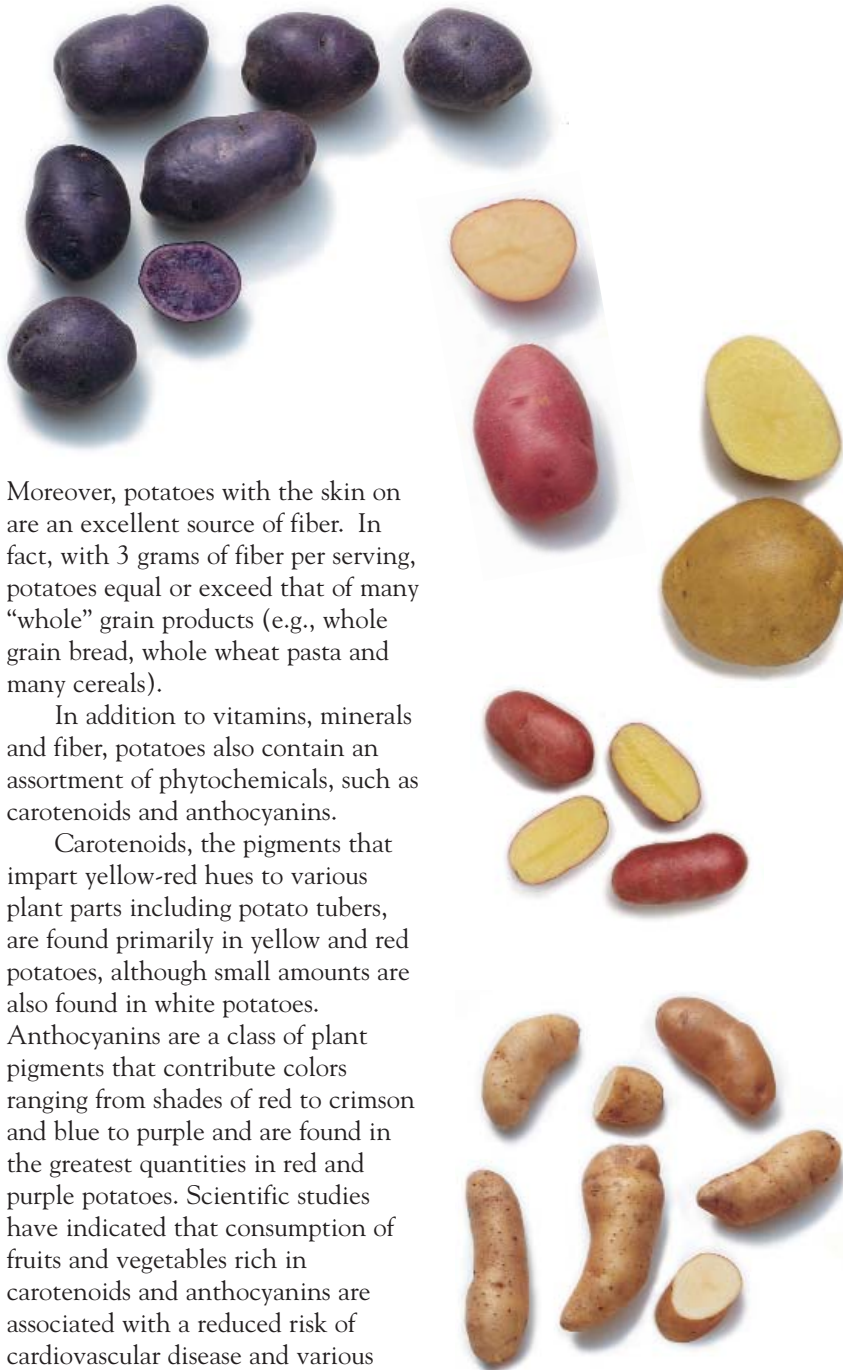 Moreover, potatoes with the skin on
are an excellent source of fiber.  In
fact, with 3 grams of fiber per serving,
potatoes equal or exceed that of many
“whole” grain products (e.g., whole
grain bread, whole wheat pasta and
many cereals).
In addition to vitamins, minerals
and fiber, potatoes also contain an
assortment of phytochemicals, such as
carotenoids and anthocyanins.
Carotenoids, the pigments that
impart yellow-red hues to various
plant parts including potato tubers,
are found primarily in yellow and red
potatoes, although small amounts are
also found in white potatoes.
Anthocyanins are a class of plant
pigments that contribute colors
ranging from shades of red to crimson
and blue to purple and are found in
the greatest quantities in red and
purple potatoes. Scientific studies
have indicated that consumption of
fruits and vegetables rich in
carotenoids and anthocyanins are
associated with a reduced risk of
cardiovascular disease and various